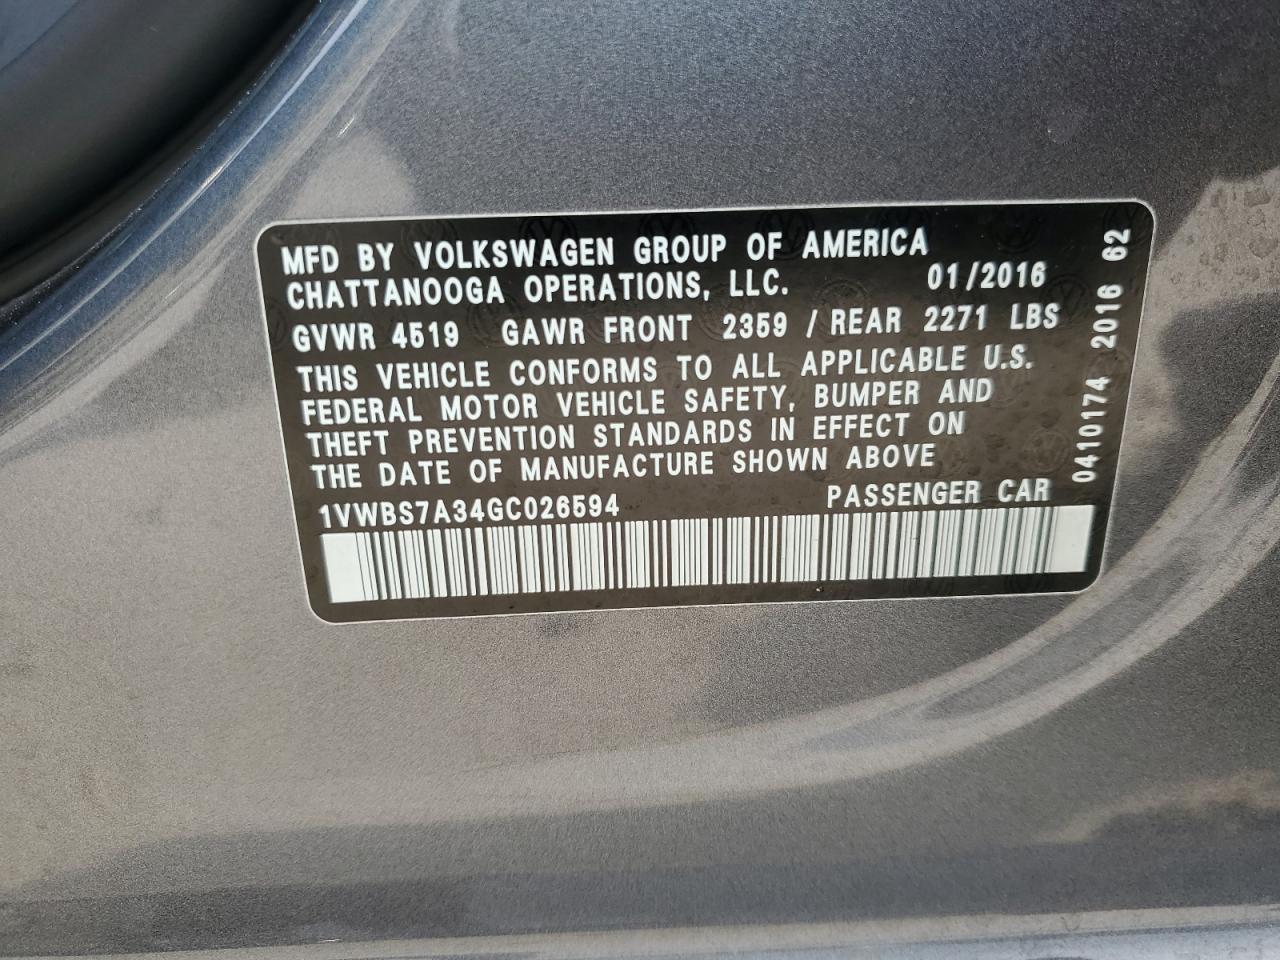 MFD BY VOLKSWAGEN GROUP OF AMERICA
CHATTANOOGA OPERATIONS, LLC. 01/2016
GVWR 4519 GAWR FRONT 2359 / REAR 2271 LBS
THIS VEHICLE CONFORMS TO ALL APPLICABLE U.S.
FEDERAL MOTOR VEHICLE SAFETY, BUMPER AND
THEFT PREVENTION STANDARDS IN EFFECT ON
THE DATE OF MANUFACTURE SHOWN ABOVE
1VWBS7A34GC026594 PASSENGER CAR
0410174 2016 62